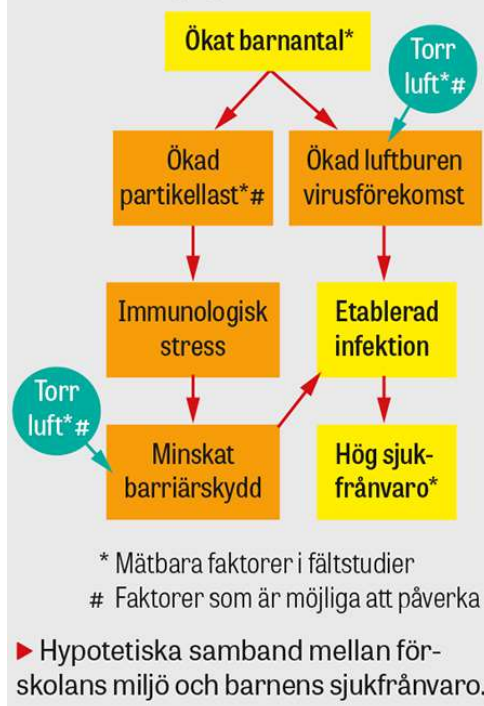 Ökat barnantal*
Torr
luft*#
Ökad
partikellast*#
Ökad luftburen
virusförekomst
Immunologisk
stress
Etablerad
infektion
Torr
luft*#
Minskat
barriärskydd
Hög sjuk-
frånvaro*
* Mätbara faktorer i fältstudier
# Faktorer som är möjliga att påverka
▶ Hypotetiska samband mellan för-
skolans miljö och barnens sjukfrånvaro.